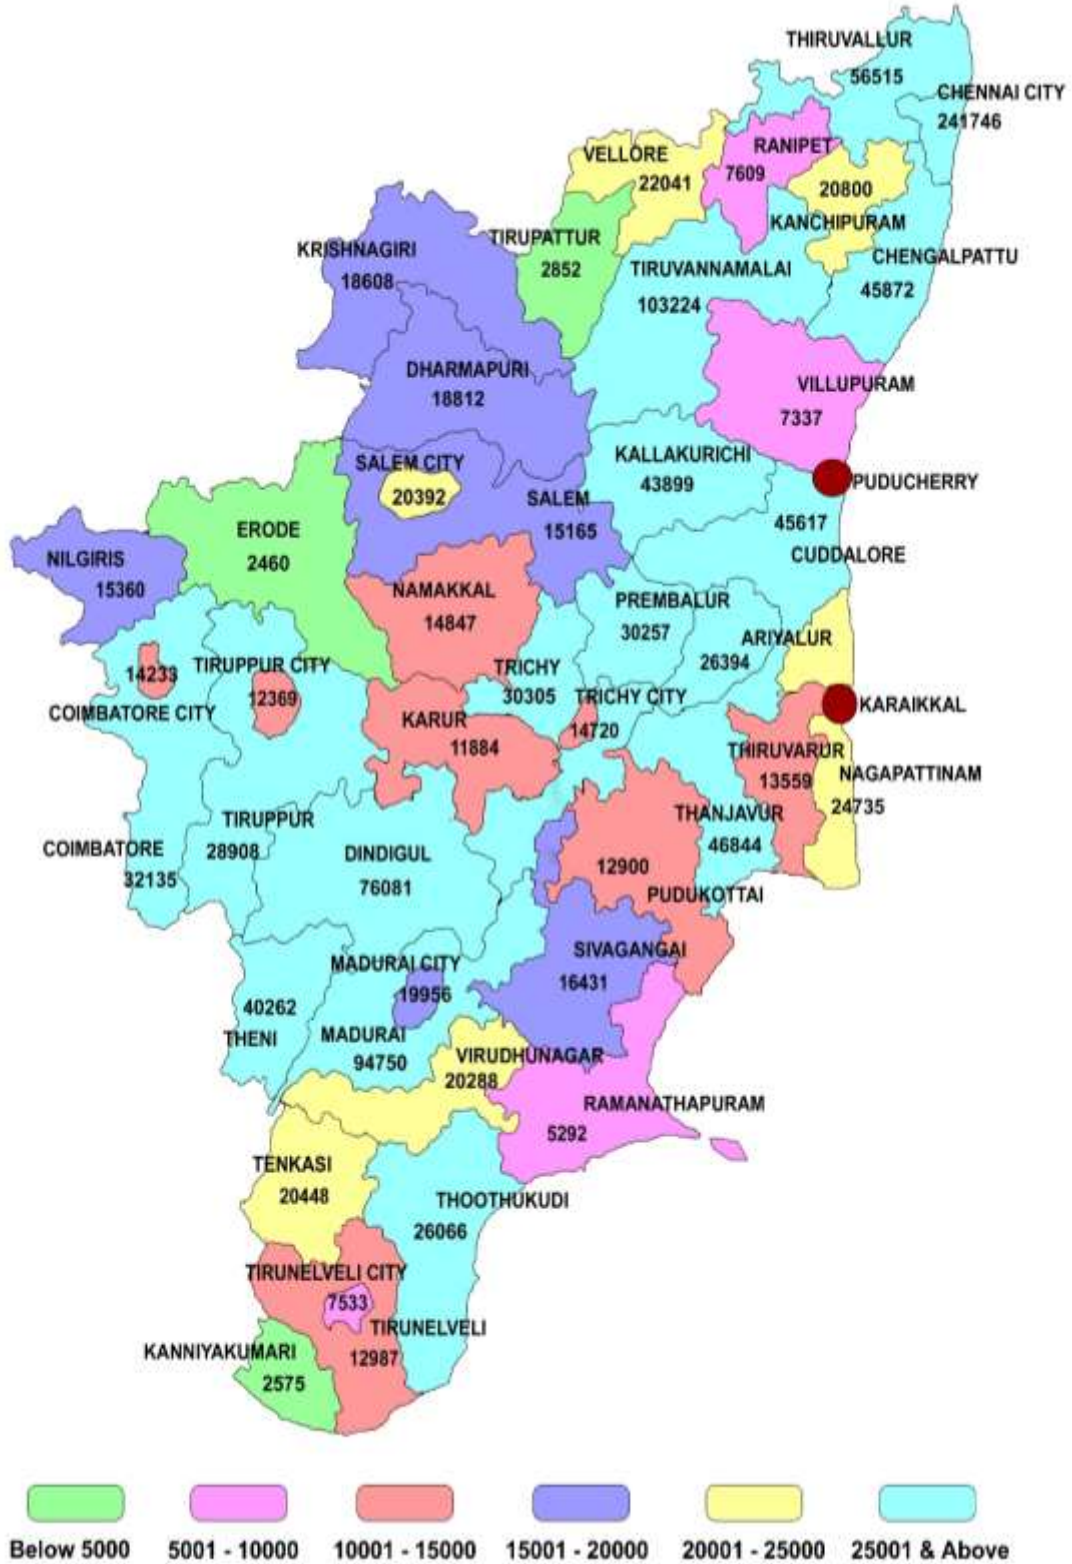 THIRUVALLUR
56515
CHENNAI CITY
241746
RANIPET
7609
VELLORE
22041
20800
KANCHIPURAM
CHENGALPATTU
45872
TIRUPATTUR
2852
KRISHNAGIRI
18608
TIRUVANNAMALAI
103224
DHARMAPURI
18812
VILLUPURAM
7337
KALLAKURICHI
43899
SALEM CITY
20392
PUDUCHERRY
SALEM
15165
45617
CUDDALORE
ERODE
2460
NILGIRIS
15360
NAMAKKAL
14847
PREMBALUR
30257
ARIYALUR
26394
TRICHY
30305
TIRUPPUR CITY
12369
14233
COIMBATORE CITY
TRICHY CITY
14720
KARAIKKAL
KARUR
11884
THIRUVARUR
13559
NAGAPATTINAM
24735
THANJAVUR
46844
TIRUPPUR
28908
COIMBATORE
32135
DINDIGUL
76081
12900
PUDUKOTTAI
SIVAGANGAI
16431
MADURAI CITY
19956
40262
THENI
MADURAI
94750
VIRUDHUNAGAR
20288
RAMANATHAPURAM
5292
TENKASI
20448
THOOTHUKUDI
26066
TIRUNELVELI CITY
7533
TIRUNELVELI
12987
KANNIYAKUMARI
2575
Below 5000
5001 - 10000
10001 - 15000
15001 - 20000
20001 - 25000
25001 & Above